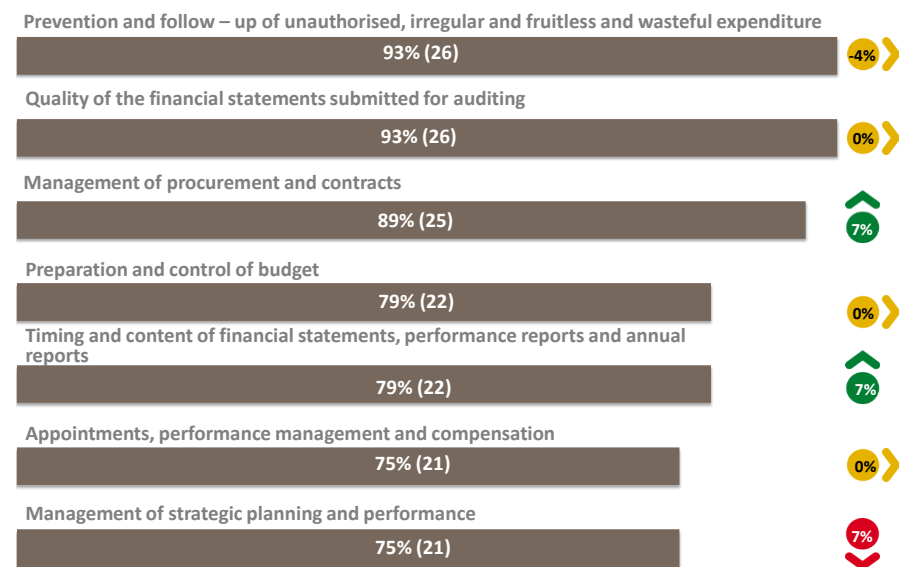 Prevention and follow – up of unauthorised, irregular and fruitless and wasteful expenditure
93% (26)
-4%
Quality of the financial statements submitted for auditing
93% (26)
0%
Management of procurement and contracts
89% (25)
7%
Preparation and control of budget
79% (22)
0%
Timing and content of financial statements, performance reports and annual
reports
79% (22)
7%
Appointments, performance management and compensation
75% (21)
0%
Management of strategic planning and performance
75% (21)
7%